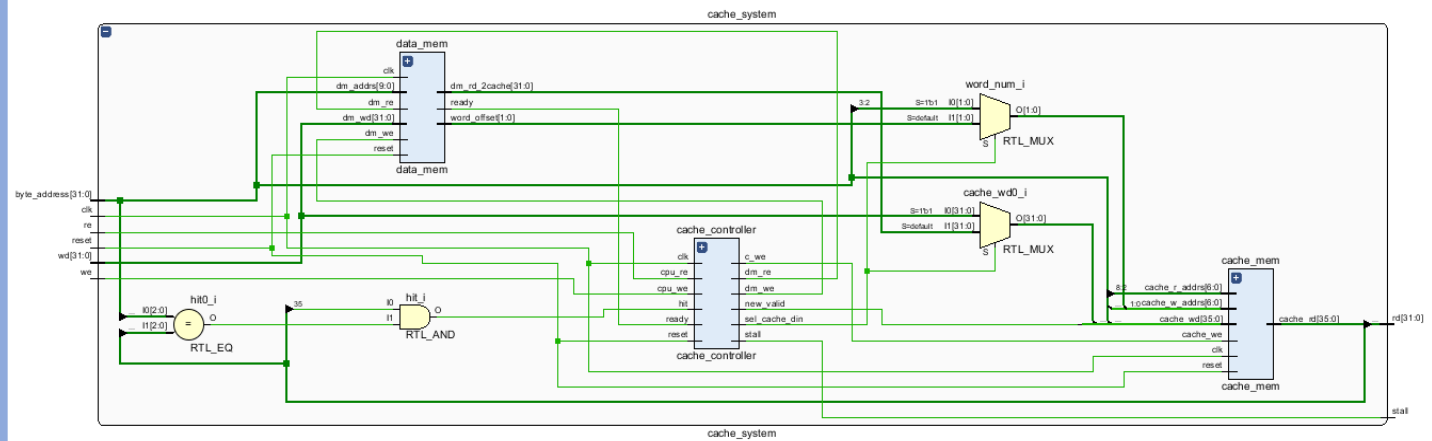 cache_system
data_mem
clk
dm_addrs[9:0]
dm_re
dm_wd[31:0]
dm_we
reset
dm_rd_2cache[31:0]
ready
word_offset[1:0]
data_mem
word_num_i
3:2
S=1'b1 I0[1:0]
S=default I1[1:0]
O[1:0]
S
RTL_MUX
byte_address[31:0]
clk
re
reset
wd[31:0]
we
cache_wd0_i
S=1'b1 I0[31:0]
S=default I1[31:0]
O[31:0]
S
RTL_MUX
cache_controller
clk
cpu_re
cpu_we
hit
ready
reset
c_we
dm_re
dm_we
new_valid
sel_cache_din
stall
cache_controller
hit0_i
... I0[2:0]
... I1[2:0]
=
O
RTL_EQ
35
hit_i
I0
I1
O
RTL_AND
cache_mem
8:2 cache_r_addrs[6:0]
... 1:0 cache_w_addrs[6:0]
... ... cache_wd[35:0]
cache_we
clk
reset
cache_rd[35:0]
cache_mem
... rd[31:0]
stall
cache_system